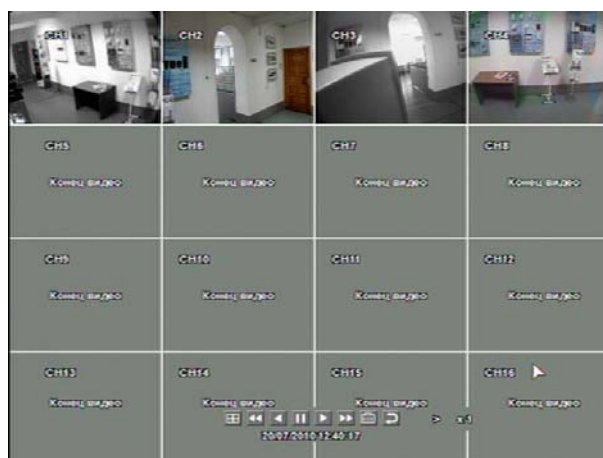 CH1 CH2 CH3 CH4
CH5 CH6 CH7 CH8
Конец видео Конец видео Конец видео Конец видео
CH9 CH10 CH11 CH12
Конец видео Конец видео Конец видео Конец видео
CH13 CH14 CH15 CH16
Конец видео Конец видео Конец видео Конец видео
> x1
20/07/2010 12:40:17